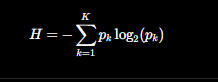 $H = -\sum_{k=1}^{K} p_k \log_2(p_k)$